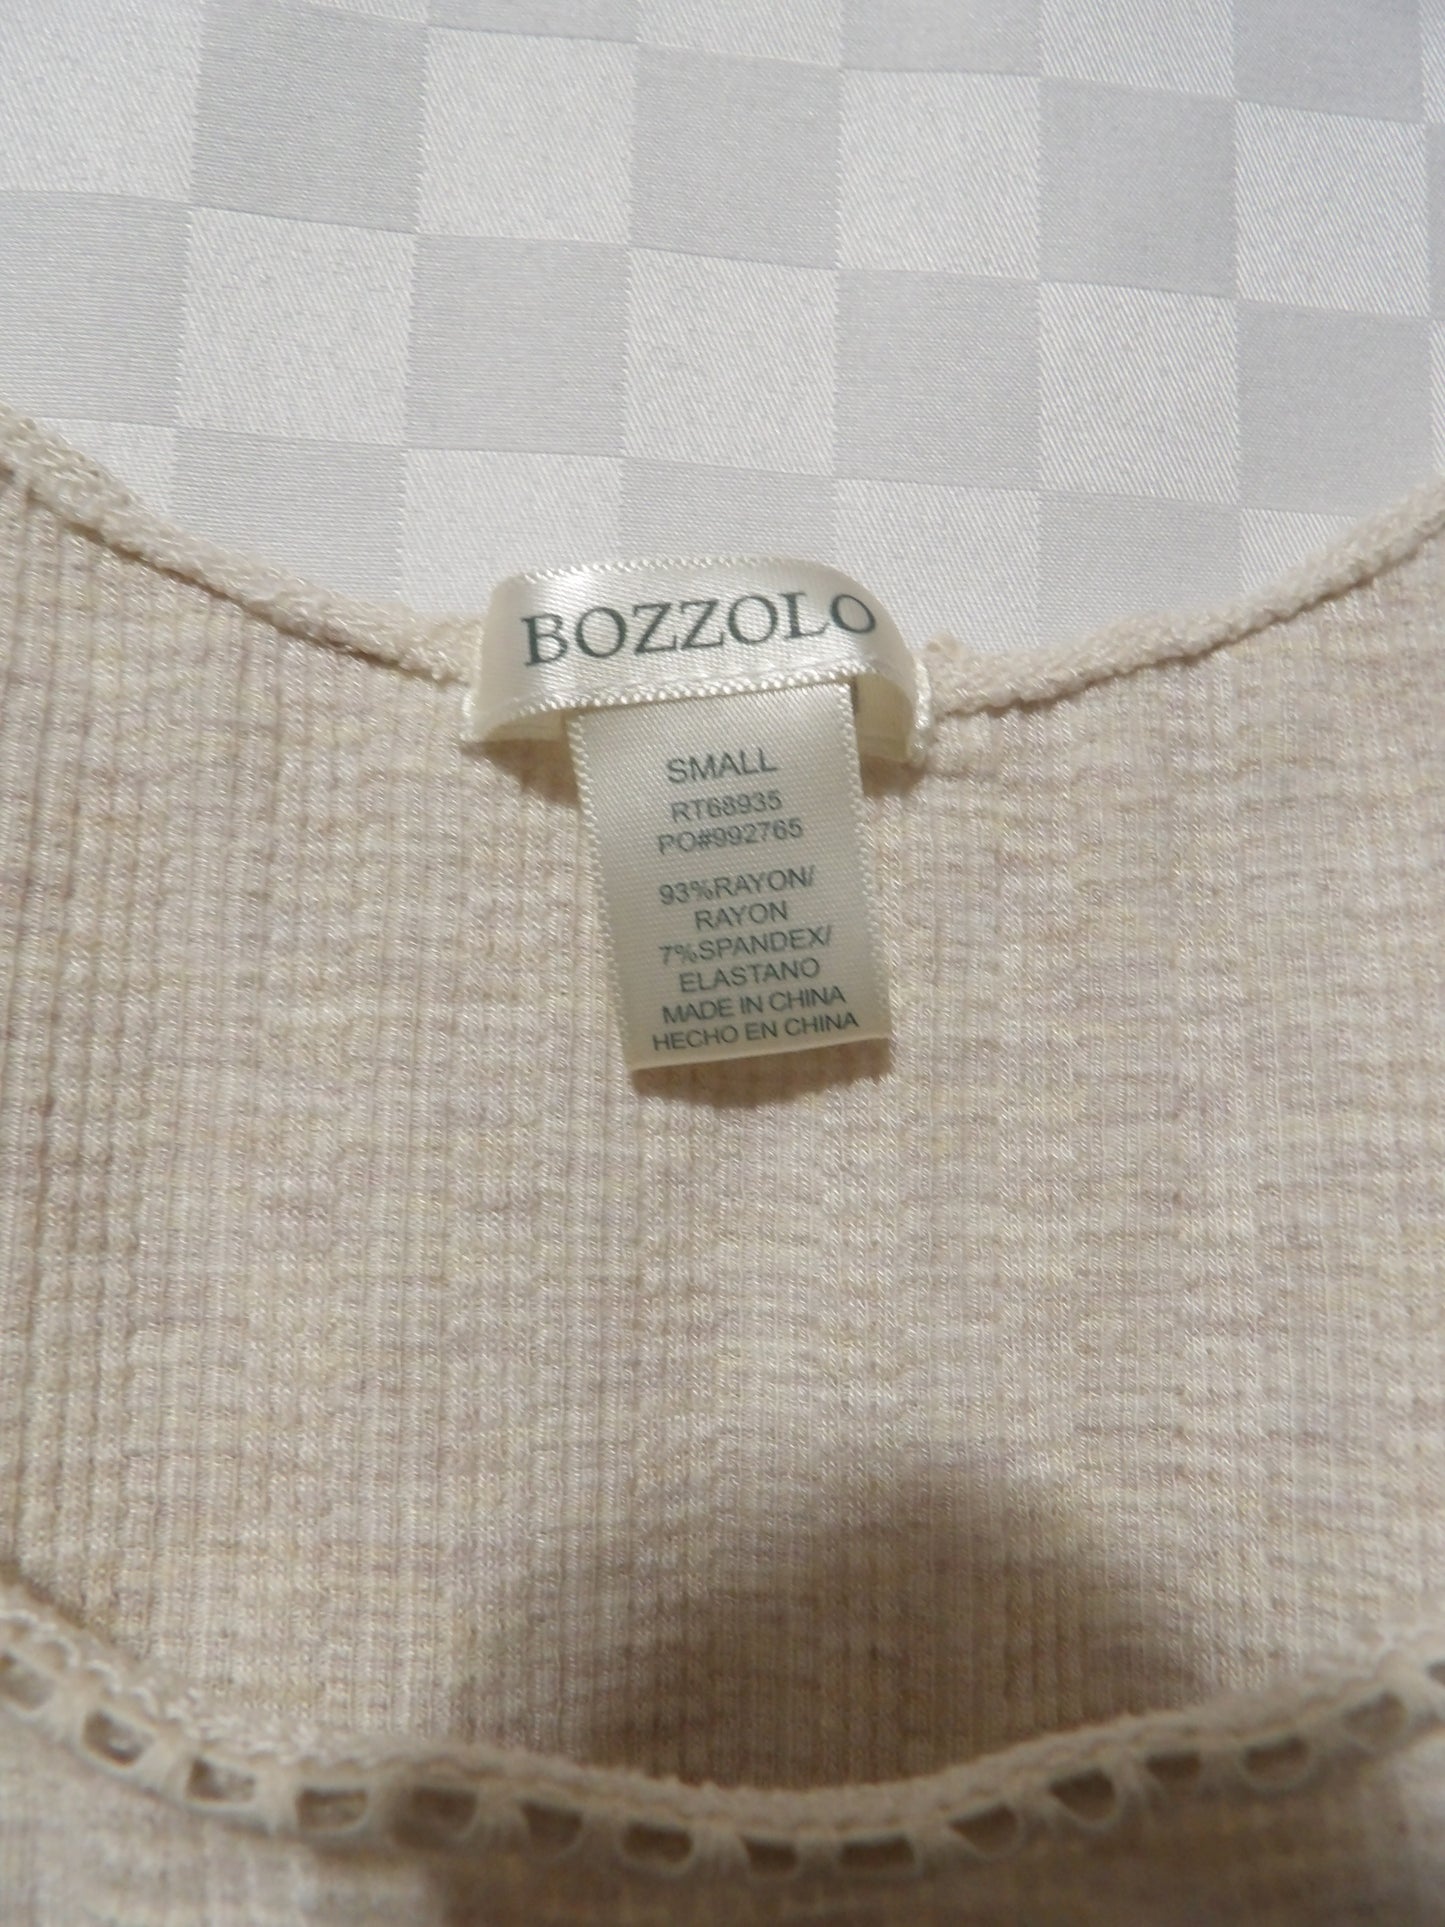 BOZZOLO
SMALL
RT68935
PO#992765
93%RAYON/
RAYON
7%SPANDEX/
ELASTANO
MADE IN CHINA
HECHO EN CHINA